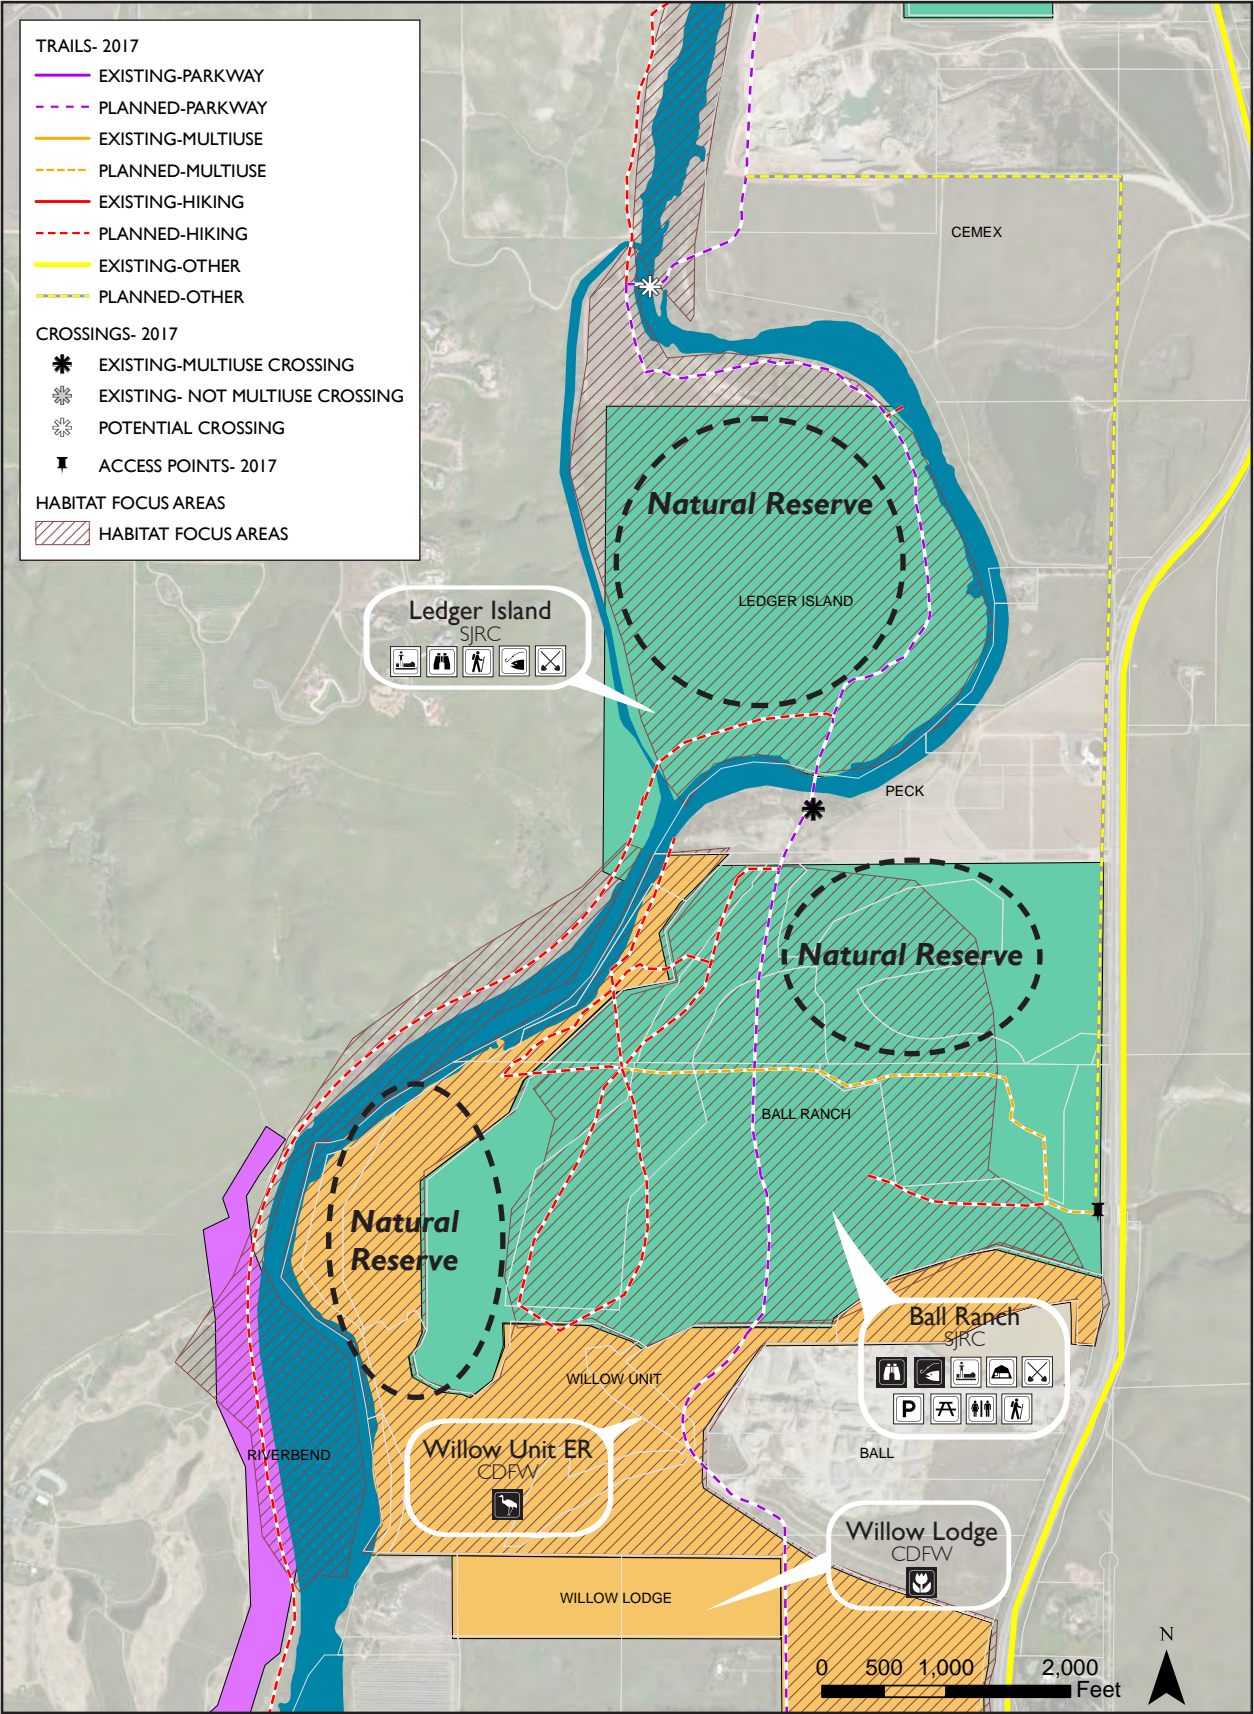 TRAILS- 2017
EXISTING-PARKWAY
PLANNED-PARKWAY
EXISTING-MULTIUSE
PLANNED-MULTIUSE
EXISTING-HIKING
PLANNED-HIKING
EXISTING-OTHER
PLANNED-OTHER
CROSSINGS- 2017
EXISTING-MULTIUSE CROSSING
EXISTING- NOT MULTIUSE CROSSING
POTENTIAL CROSSING
ACCESS POINTS- 2017
HABITAT FOCUS AREAS
HABITAT FOCUS AREAS
CEMEX
Natural Reserve
LEDGER ISLAND
Ledger Island
SJRC
PECK
Natural Reserve
BALL RANCH
Natural
Reserve
Ball Ranch
SJRC
P
WILLOW UNIT
Willow Unit ER
CDFW
RIVERBEND
BALL
Willow Lodge
CDFW
WILLOW LODGE
N
0 500 1,000 2,000
Feet